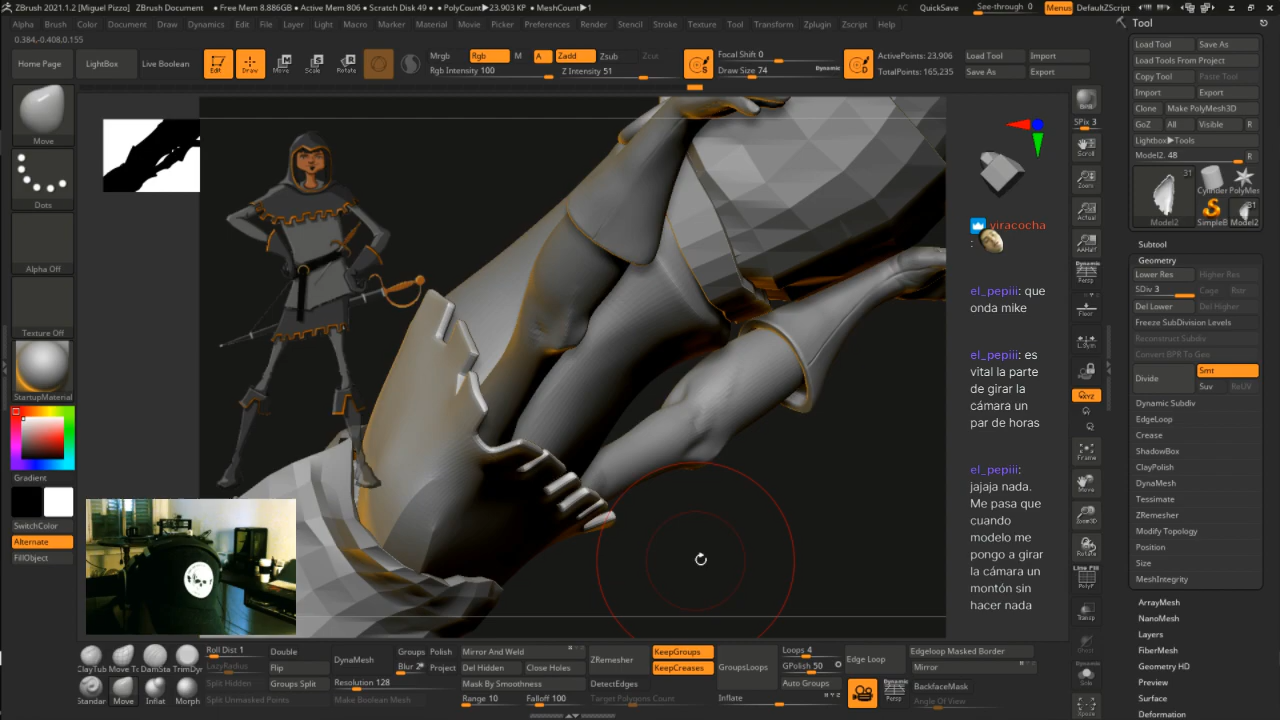 ZBrush 2021.1.2 [Miguel Pizzo] ZBrush Document • Free Mem 8.886GB • Active Mem 806 • Scratch Disk 49 • • PolyCount▶23.903 KP • MeshCount▶1
AC QuickSave See-through 0 Menus DefaultZScript
Alpha Brush Color Document Draw Dynamics Edit File Layer Light Macro Marker Material Movie Picker Preferences Render Stencil Stroke Texture Tool Transform Zplugin Zscript Help
0.384,-0.408,0.155
Home Page LightBox Live Boolean Edit Draw Move Scale Rotate
Mrgb Rgb M A Zadd Zsub Zcut
Rgb Intensity 100 Z Intensity 51
Focal Shift 0
Draw Size 74 Dynamic
ActivePoints: 23,906 Load Tool Import
TotalPoints: 165,235 Save As Export
Move
Dots
Alpha Off
Texture Off
StartupMaterial
Gradient
SwitchColor
Alternate
FillObject
viracocha
:
el_pepiii: que
onda mike
el_pepiii: es
vital la parte
de girar la
cámara un
par de horas
el_pepiii:
jajaja nada.
Me pasa que
cuando
modelo me
pongo a girar
la cámara un
montón sin
hacer nada
SPix 3
Scroll
Zoom
Actual
AAHalf
Dynamic
Persp
Floor
L.Sym
XYZ
Frame
Move
Zoom3D
Rotate
Line Fill
PolyF
Transp
Tool
Load Tool Save As
Load Tools From Project
Copy Tool Paste Tool
Import Export
Clone Make PolyMesh3D
GoZ All Visible R
Lightbox▶Tools
Model2. 48 R
31
Cylinder PolyMes
Model2 SimpleB Model2
Subtool
Geometry
Lower Res Higher Res
SDiv 3 Cage
Del Lower Del Higher
Freeze SubDivision Levels
Reconstruct Subdiv
Convert BPR To Geo
Divide Smt
Suv ReUV
Dynamic Subdiv
EdgeLoop
Crease
ShadowBox
ClayPolish
DynaMesh
Tessimate
ZRemesher
Modify Topology
Position
Size
MeshIntegrity
ArrayMesh
NanoMesh
Layers
FiberMesh
Geometry HD
Preview
Surface
Deformation
ClayTub Move To DamSta TrimDyr
Standar Move Inflat Morph
Roll Dist 1 Double
LazyRadius Flip
Split Hidden Groups Split
Split Unmasked Points
DynaMesh Groups Polish
Blur 2 Project
Resolution 128
Make Boolean Mesh
Mirror And Weld
Del Hidden Close Holes
Mask By Smoothness
Range 10 Falloff 100
ZRemesher KeepGroups
KeepCreases
DetectEdges
Target Polygons Count
GroupsLoops Loops 4
GPolish 50
Auto Groups
Inflate
Edge Loop Edgeloop Masked Border
Mirror
Dynamic
Persp
BackfaceMask
Angle Of View